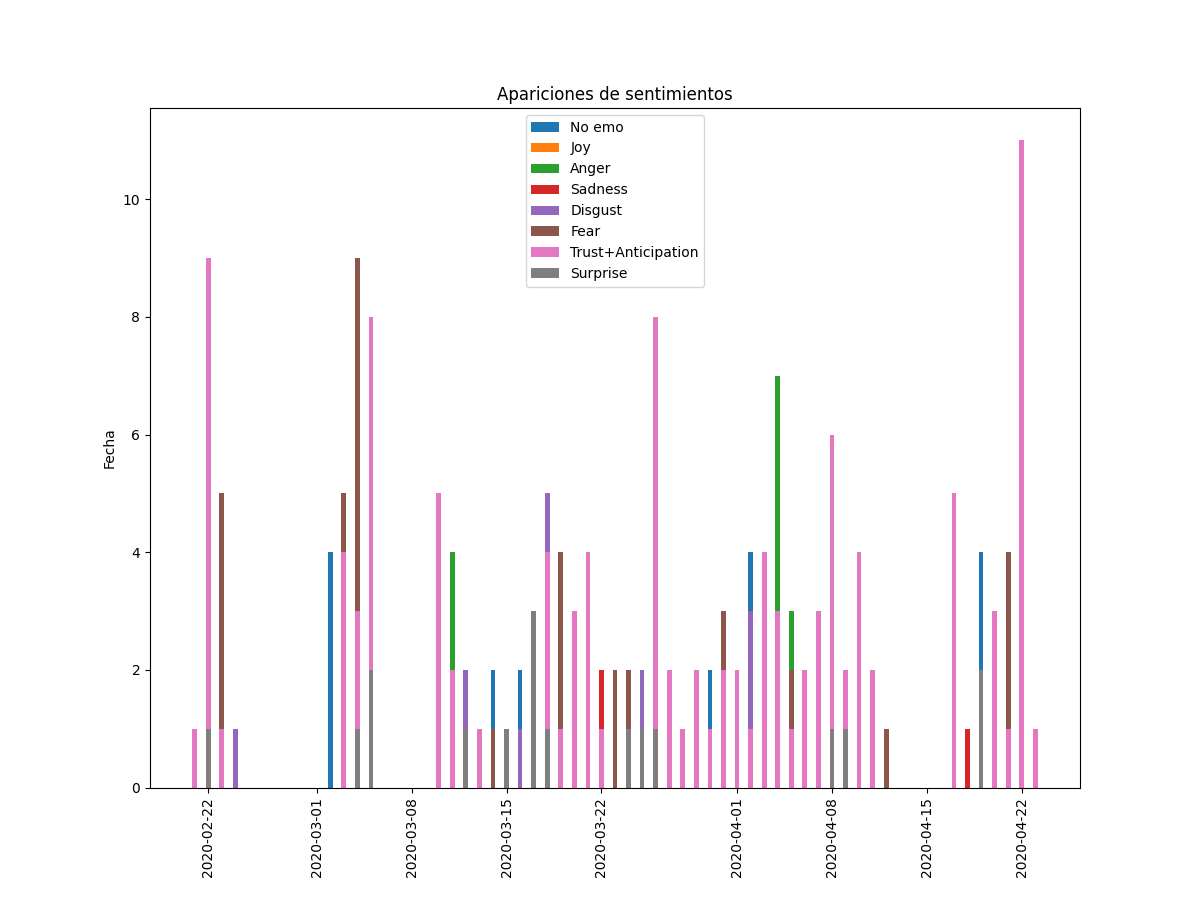 Apariciones de sentimientos
No emo
Joy
Anger
Sadness
Disgust
Fear
Trust+Anticipation
Surprise
Fecha
10
8
6
4
2
0
2020-02-22
2020-03-01
2020-03-08
2020-03-15
2020-03-22
2020-04-01
2020-04-08
2020-04-15
2020-04-22